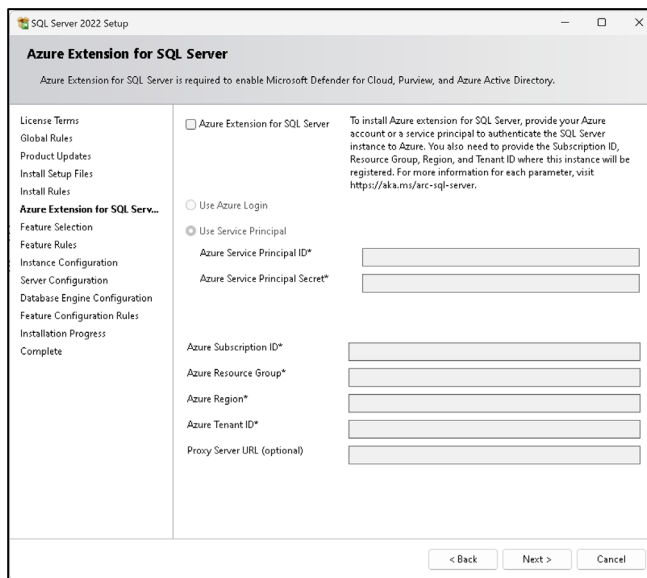 SQL Server 2022 Setup
Azure Extension for SQL Server
Azure Extension for SQL Server is required to enable Microsoft Defender for Cloud, Purview, and Azure Active Directory.
License Terms
Global Rules
Product Updates
Install Setup Files
Install Rules
Azure Extension for SQL Serv...
Feature Selection
Feature Rules
Instance Configuration
Server Configuration
Database Engine Configuration
Feature Configuration Rules
Installation Progress
Complete
Azure Extension for SQL Server
To install Azure extension for SQL Server, provide your Azure
account or a service principal to authenticate the SQL Server
instance to Azure. You also need to provide the Subscription ID,
Resource Group, Region, and Tenant ID where this instance will be
registered. For more information for each parameter, visit
https://aka.ms/arc-sql-server.
Use Azure Login
Use Service Principal
Azure Service Principal ID*
Azure Service Principal Secret*
Azure Subscription ID*
Azure Resource Group*
Azure Region*
Azure Tenant ID*
Proxy Server URL (optional)
< Back
Next >
Cancel